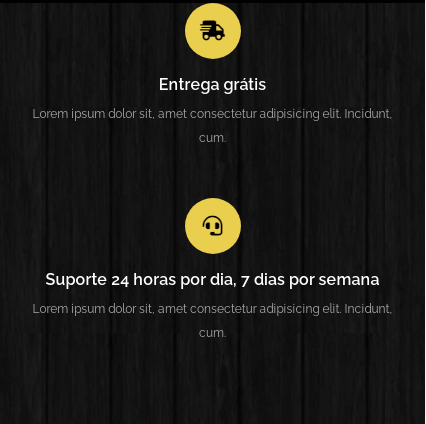 Entrega grátis
Lorem ipsum dolor sit, amet consectetur adipisicing elit. Incidunt,
cum.
Suporte 24 horas por dia, 7 dias por semana
Lorem ipsum dolor sit, amet consectetur adipisicing elit. Incidunt,
cum.